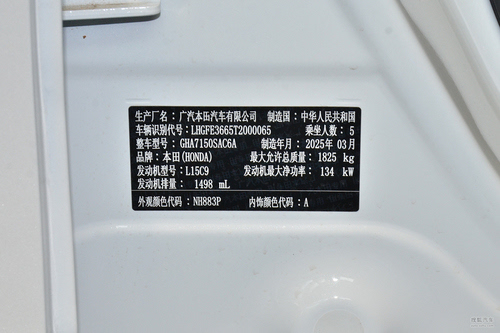 生产厂名：广汽本田汽车有限公司 制造国：中华人民共和国
车辆识别代号：LHGFE3665T2000065 乘坐人数：5
整车型号：GHA7150SAC6A 制造年月：2025年03月
品牌：本田(HONDA) 最大允许总质量：1825 kg
发动机型号：L15C9 发动机最大净功率：134 kW
发动机排量：1498 mL
外观颜色代码：NH883P 内饰颜色代码：A